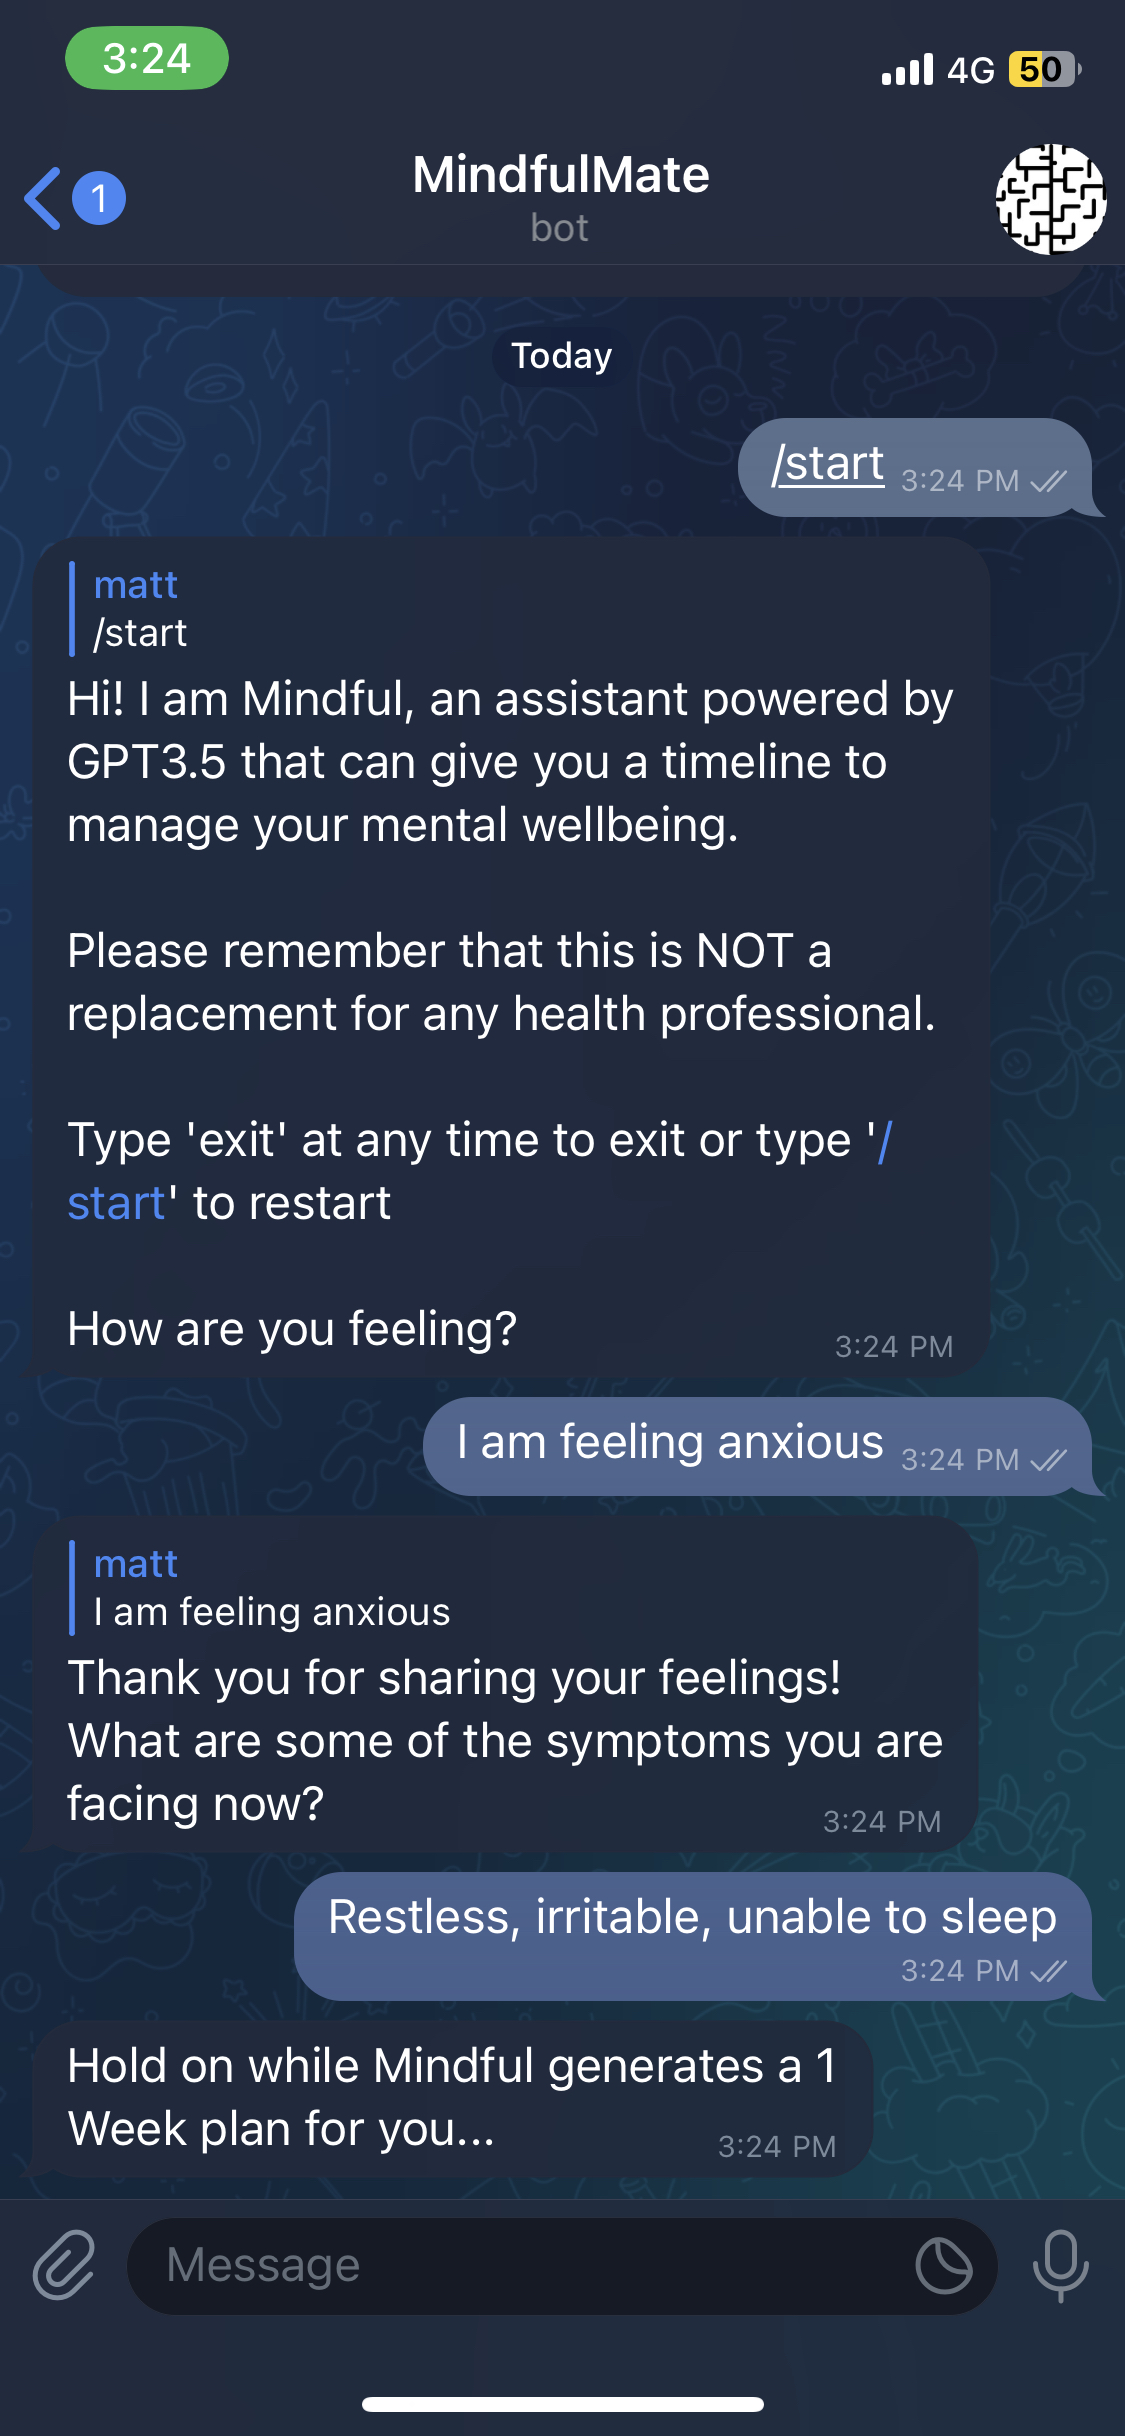 3:24
4G 50
1
MindfulMate
bot
Today
/start 3:24 PM
matt
/start
Hi! I am Mindful, an assistant powered by
GPT3.5 that can give you a timeline to
manage your mental wellbeing.
Please remember that this is NOT a
replacement for any health professional.
Type 'exit' at any time to exit or type '/
start' to restart
How are you feeling?
3:24 PM
I am feeling anxious 3:24 PM
matt
I am feeling anxious
Thank you for sharing your feelings!
What are some of the symptoms you are
facing now?
3:24 PM
Restless, irritable, unable to sleep
3:24 PM
Hold on while Mindful generates a 1
Week plan for you...
3:24 PM
Message